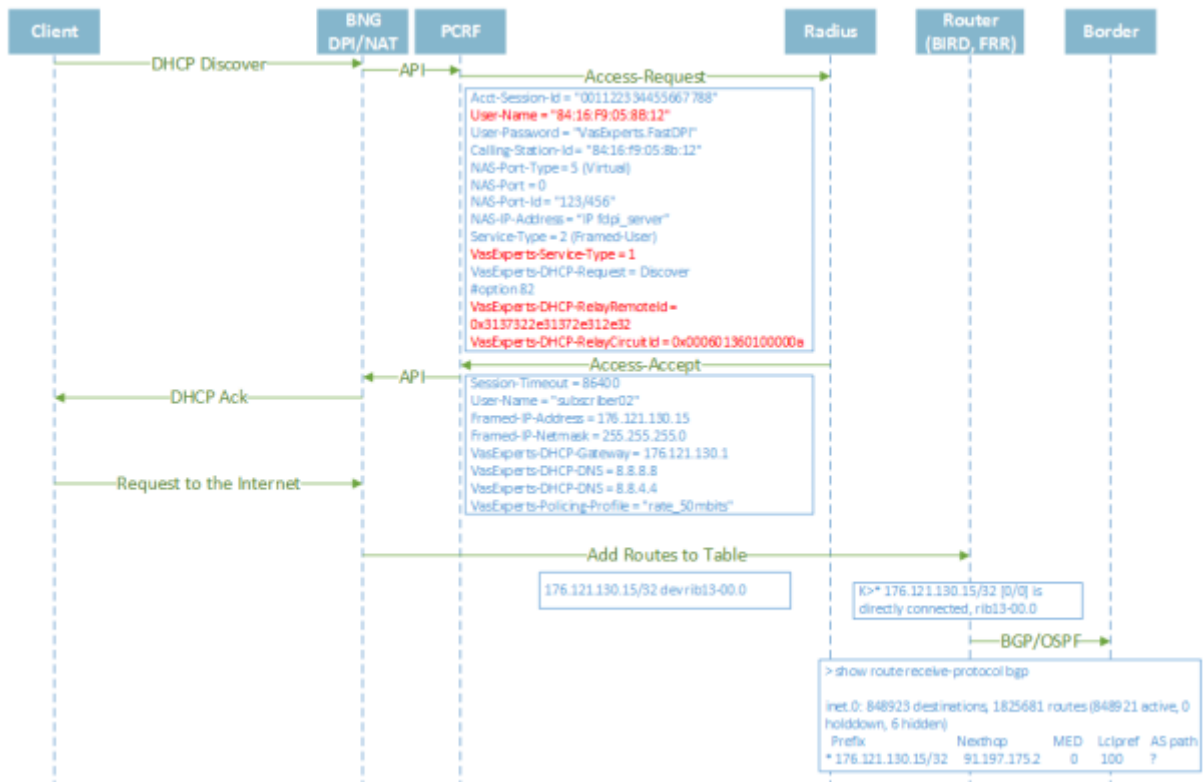 Client
BNG
DPI/NAT
PCRF
Radius
Router
(BIRD, FRR)
Border
DHCP Discover
API
Access-Request
Acct-Session-Id = "001122334455667788"
User-Name = "84:16:F9:05:8B:12"
User-Password = "VasExperts.FastDPI"
Calling-Station-Id = "84:16:f9:05:8b:12"
NAS-Port-Type = 5 (Virtual)
NAS-Port = 0
NAS-Port-Id = "123/456"
NAS-IP-Address = "IP fdpi_server"
Service-Type = 2 (Framed-User)
VasExperts-Service-Type = 1
VasExperts-DHCP-Request = Discover
#option 82
VasExperts-DHCP-RelayRemoteId =
0x3137322e31372e312e32
VasExperts-DHCP-RelayCircuitId = 0x000601360100000a
Access-Accept
API
DHCP Ack
Session-Timeout = 86400
User-Name = "subscriber02"
Framed-IP-Address = 176.121.130.15
Framed-IP-Netmask = 255.255.255.0
VasExperts-DHCP-Gateway = 176.121.130.1
VasExperts-DHCP-DNS = 8.8.8.8
VasExperts-DHCP-DNS = 8.8.4.4
VasExperts-Policing-Profile = "rate_50mbits"
Request to the Internet
Add Routes to Table
176.121.130.15/32 dev rib13-00.0
K>* 176.121.130.15/32 [0/0] is
directly connected, rib13-00.0
BGP/OSPF
> show route receive-protocol bgp
inet.0: 848923 destinations, 1825681 routes (848921 active, 0
holddown, 6 hidden)
Prefix Nexthop MED Lclpref AS path
* 176.121.130.15/32 91.197.175.2 0 100 ?